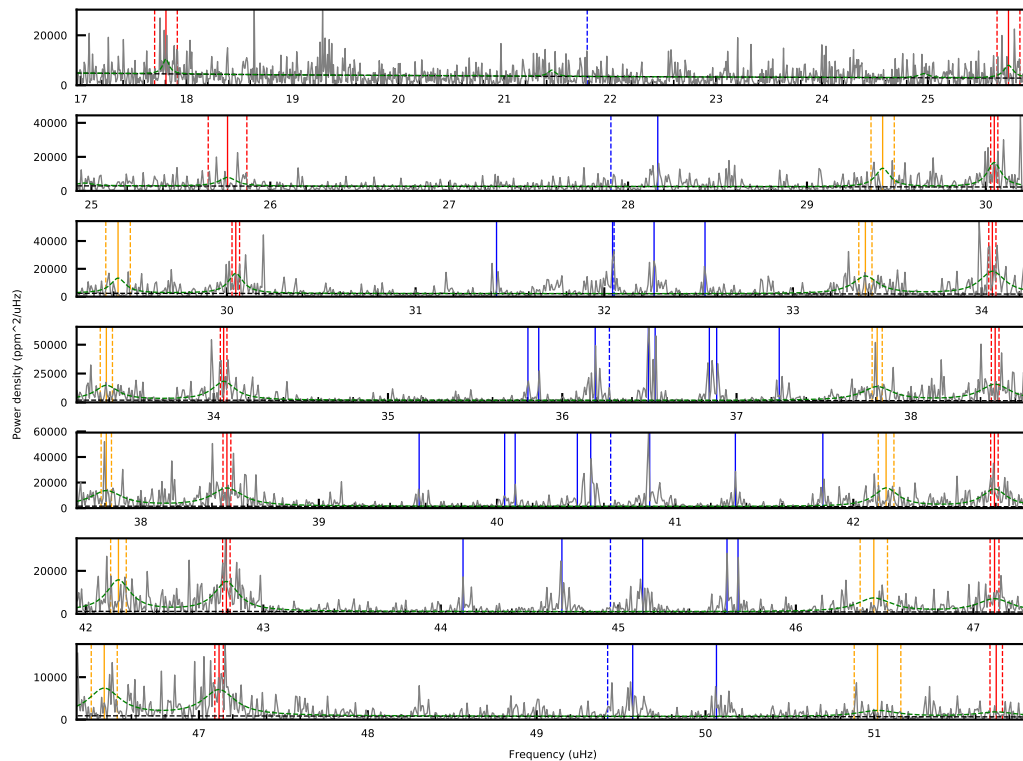 20000
0
17 18 19 20 21 22 23 24 25
40000
20000
0
25 26 27 28 29 30
40000
20000
0
30 31 32 33 34
50000
25000
0
34 35 36 37 38
60000
40000
20000
0
38 39 40 41 42
20000
0
42 43 44 45 46 47
10000
0
47 48 49 50 51
Power density (ppm^2/uHz)
Frequency (uHz)